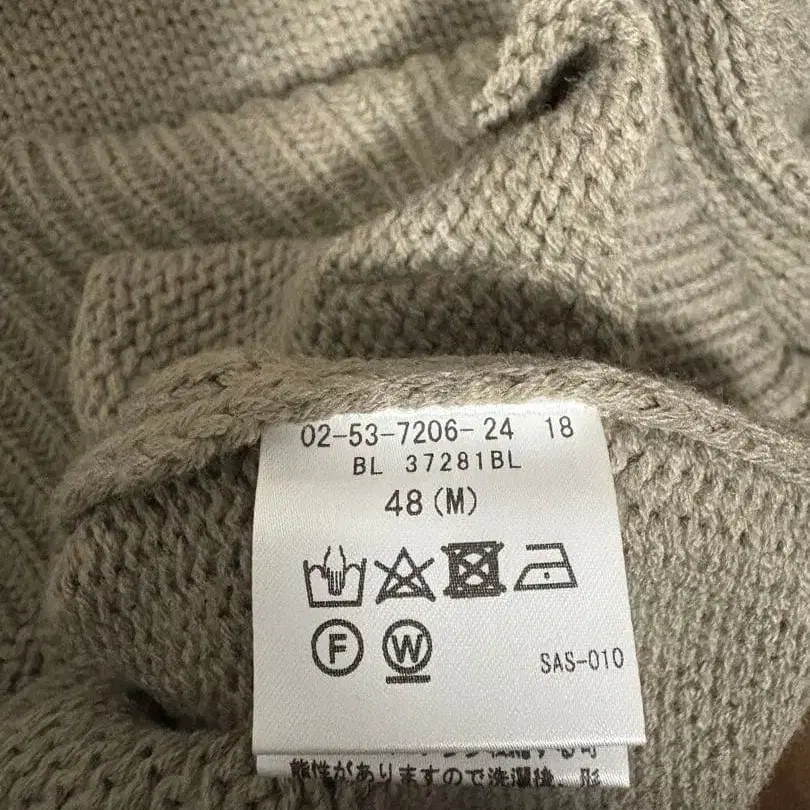 02-53-7206-24 18
BL 37281BL
48(M)
F W
SAS-010
能性がありますので洗濯後、形